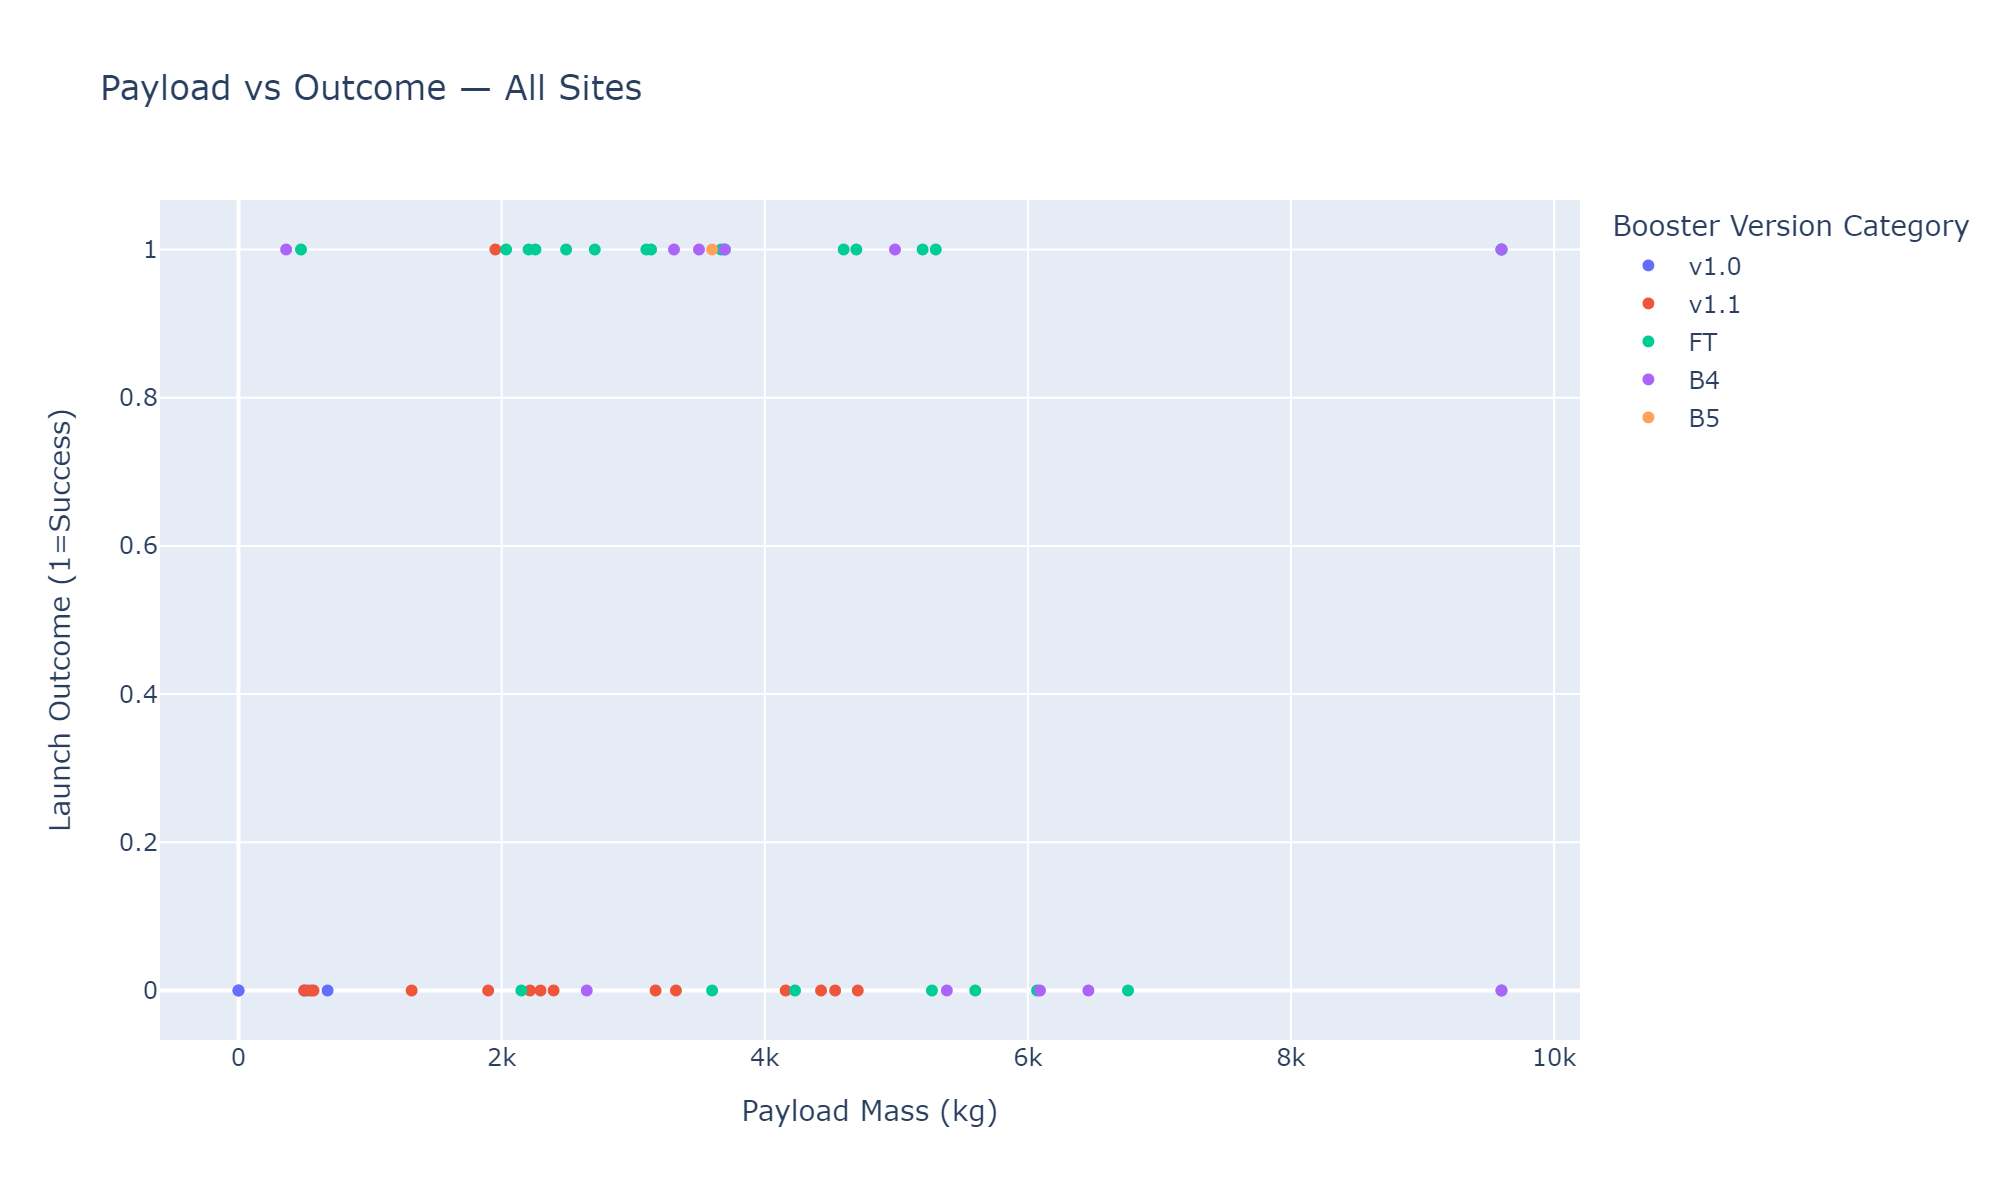 Payload vs Outcome — All Sites
Booster Version Category
v1.0
v1.1
FT
B4
B5
Launch Outcome (1=Success)
1
0.8
0.6
0.4
0.2
0
0 2k 4k 6k 8k 10k
Payload Mass (kg)